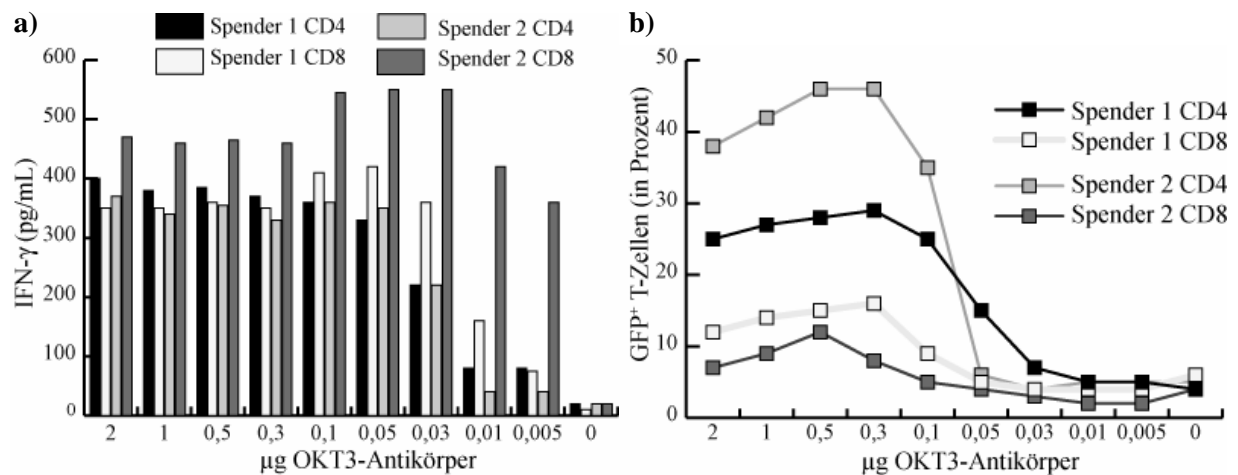 a)
Spender 1 CD4
Spender 2 CD4
Spender 1 CD8
Spender 2 CD8
IFN-γ (pg/mL)
600
500
400
300
200
100
0
2 1 0,5 0,3 0,1 0,05 0,03 0,01 0,005 0
µg OKT3-Antikörper
b)
GFP⁺ T-Zellen (in Prozent)
50
40
30
20
10
0
Spender 1 CD4
Spender 1 CD8
Spender 2 CD4
Spender 2 CD8
2 1 0,5 0,3 0,1 0,05 0,03 0,01 0,005 0
µg OKT3-Antikörper